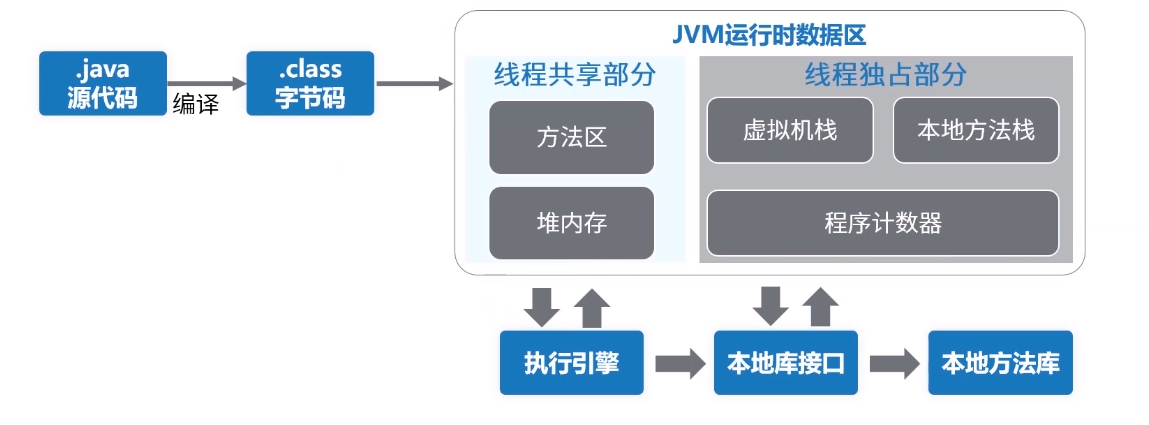 .java
源代码
编译
.class
字节码
JVM运行时数据区
线程共享部分
方法区
堆内存
线程独占部分
虚拟机栈
本地方法栈
程序计数器
执行引擎
本地库接口
本地方法库